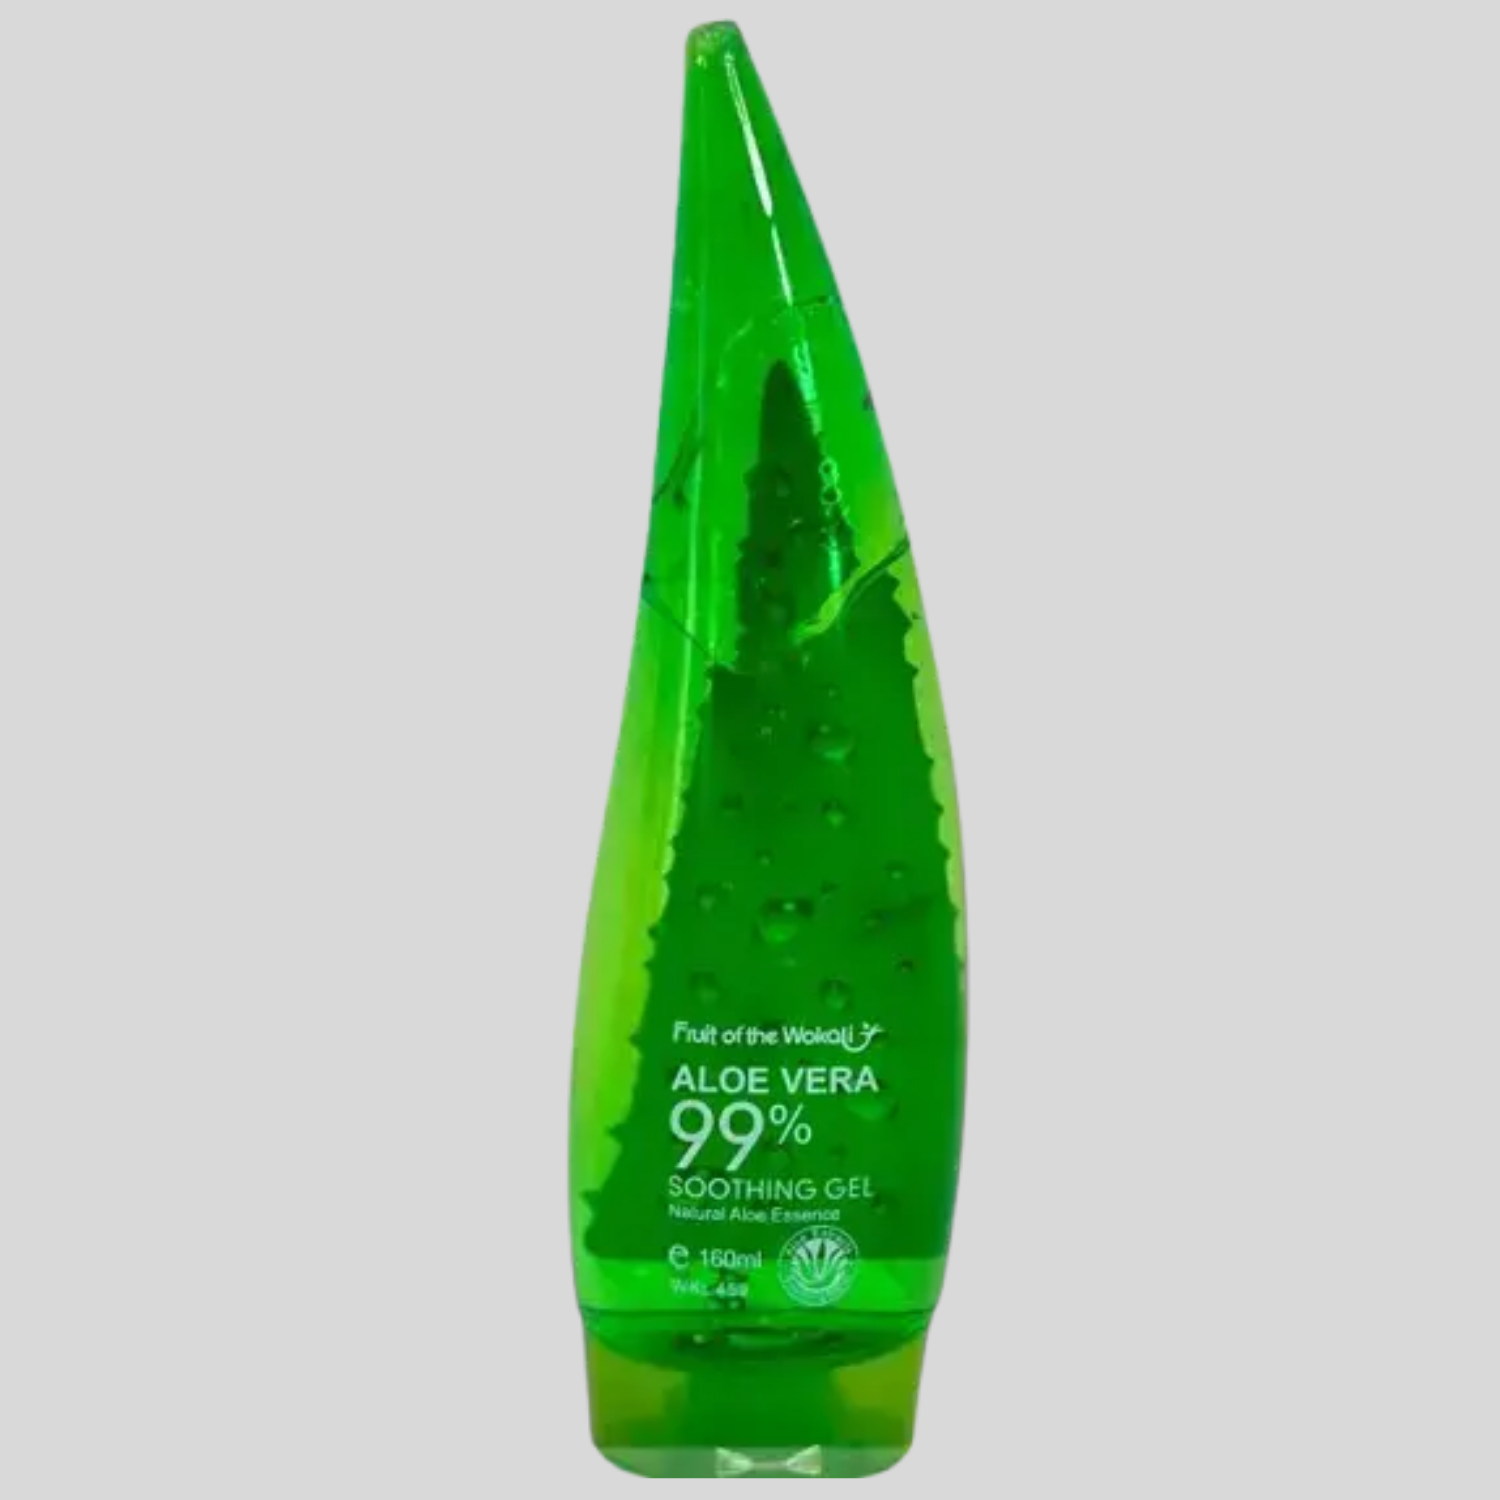 Fruit of the Wokali
ALOE VERA
99%
SOOTHING GEL
Natural Aloe Essence
e 160ml